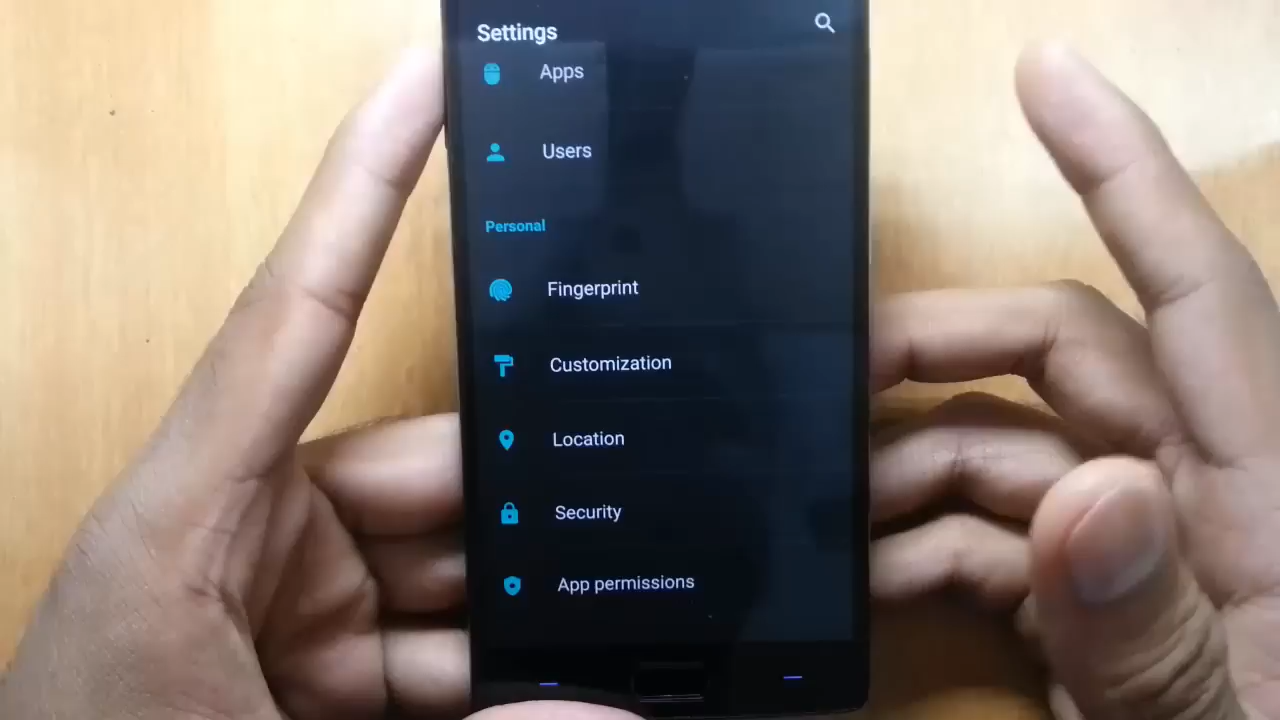 Settings
Apps
Users
Personal
Fingerprint
Customization
Location
Security
App permissions